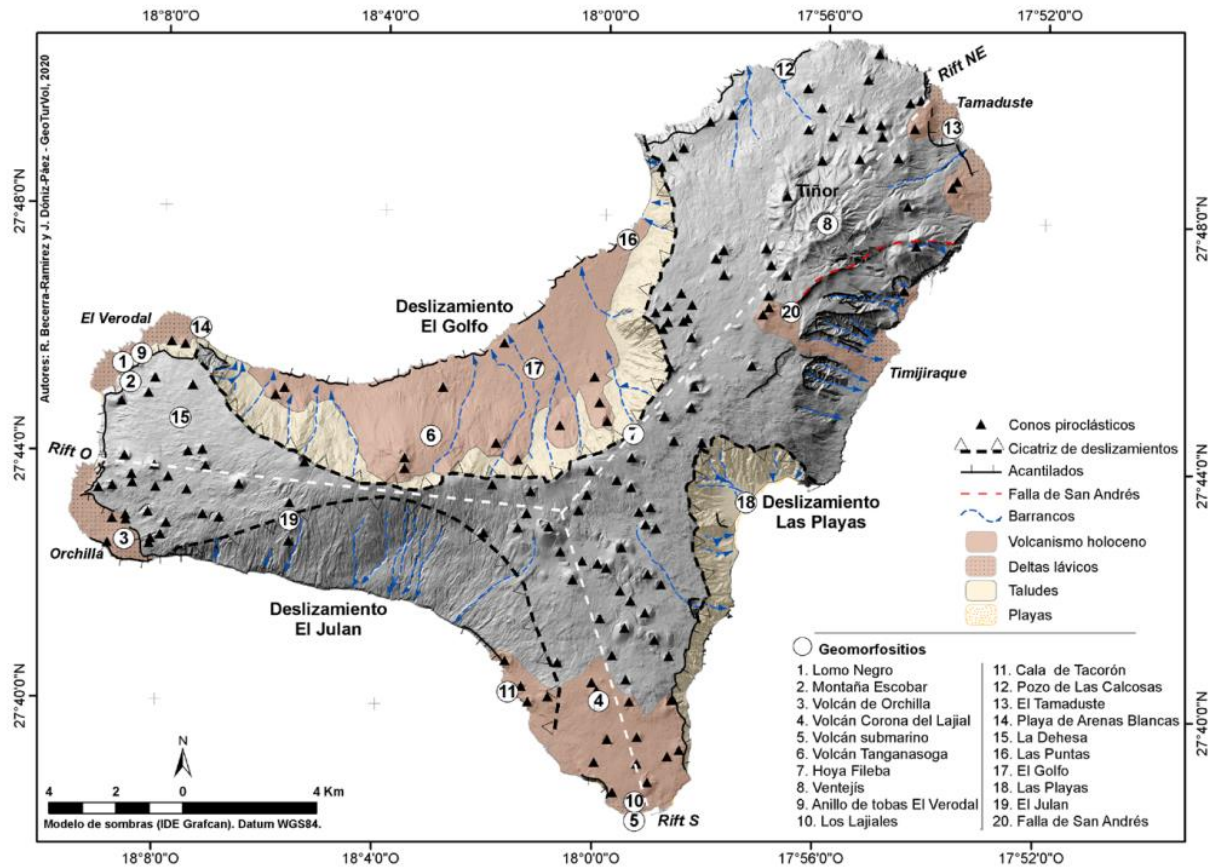 18°8'0"O 18°4'0"O 18°0'0"O 17°56'0"O 17°52'0"O
Autores: R. Becerra-Ramírez y J. Dóniz-Páez - GeoTurVol, 2020
27°48'0"N
27°44'0"N
27°40'0"N
12
Rift NE
Tamaduste
13
Tiñor
8
16
Deslizamiento
El Golfo
El Verodal
14
1
9
2
20
17
Timijiraque
15
6
7
Rift O
18
Deslizamiento
Las Playas
19
3
Orchilla
Deslizamiento
El Julan
11
4
10
5
Rift S
27°48'0"N
27°44'0"N
27°40'0"N
Conos piroclásticos
Cicatriz de deslizamientos
Acantilados
Falla de San Andrés
Barrancos
Volcanismo holoceno
Deltas lávicos
Taludes
Playas
Geomorfositios
1. Lomo Negro
2. Montaña Escobar
3. Volcán de Orchilla
4. Volcán Corona del Lajial
5. Volcán submarino
6. Volcán Tanganasoga
7. Hoya Fileba
8. Ventejís
9. Anillo de tobas El Verodal
10. Los Lajiales
11. Cala de Tacorón
12. Pozo de Las Calcosas
13. El Tamaduste
14. Playa de Arenas Blancas
15. La Dehesa
16. Las Puntas
17. El Golfo
18. Las Playas
19. El Julan
20. Falla de San Andrés
N
4 2 0 4 Km
Modelo de sombras (IDE Grafcan). Datum WGS84.
18°8'0"O 18°4'0"O 18°0'0"O 17°56'0"O 17°52'0"O